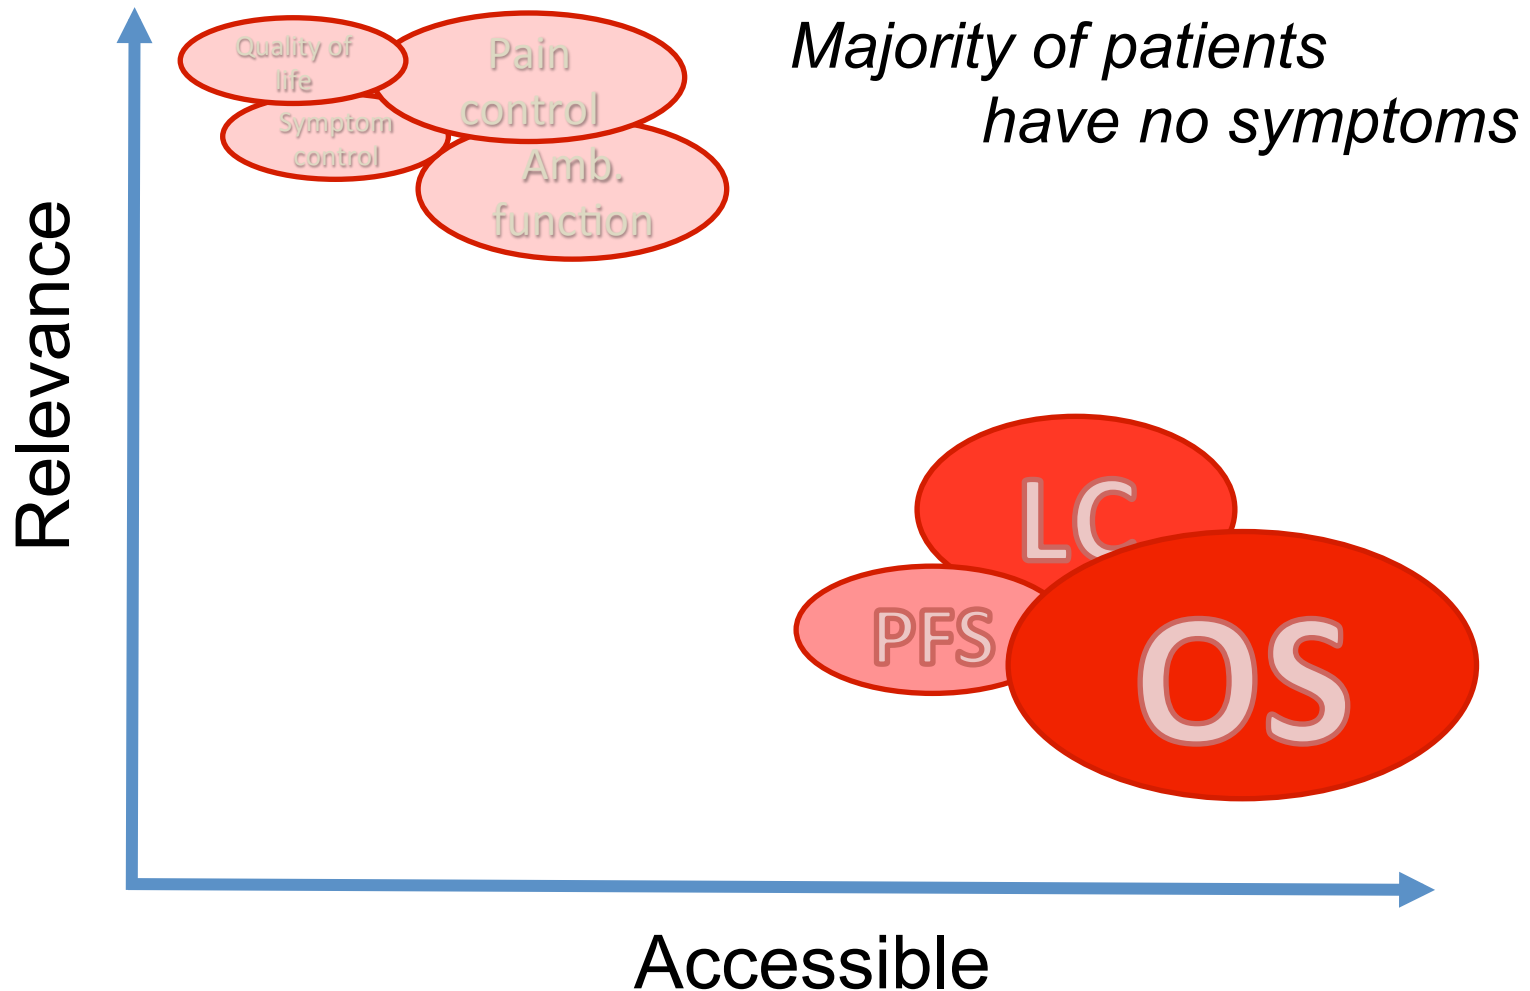 Majority of patients
have no symptoms
Quality of
life
Pain
control
Symptom
control
Amb.
function
Relevance
LC
PFS
OS
Accessible